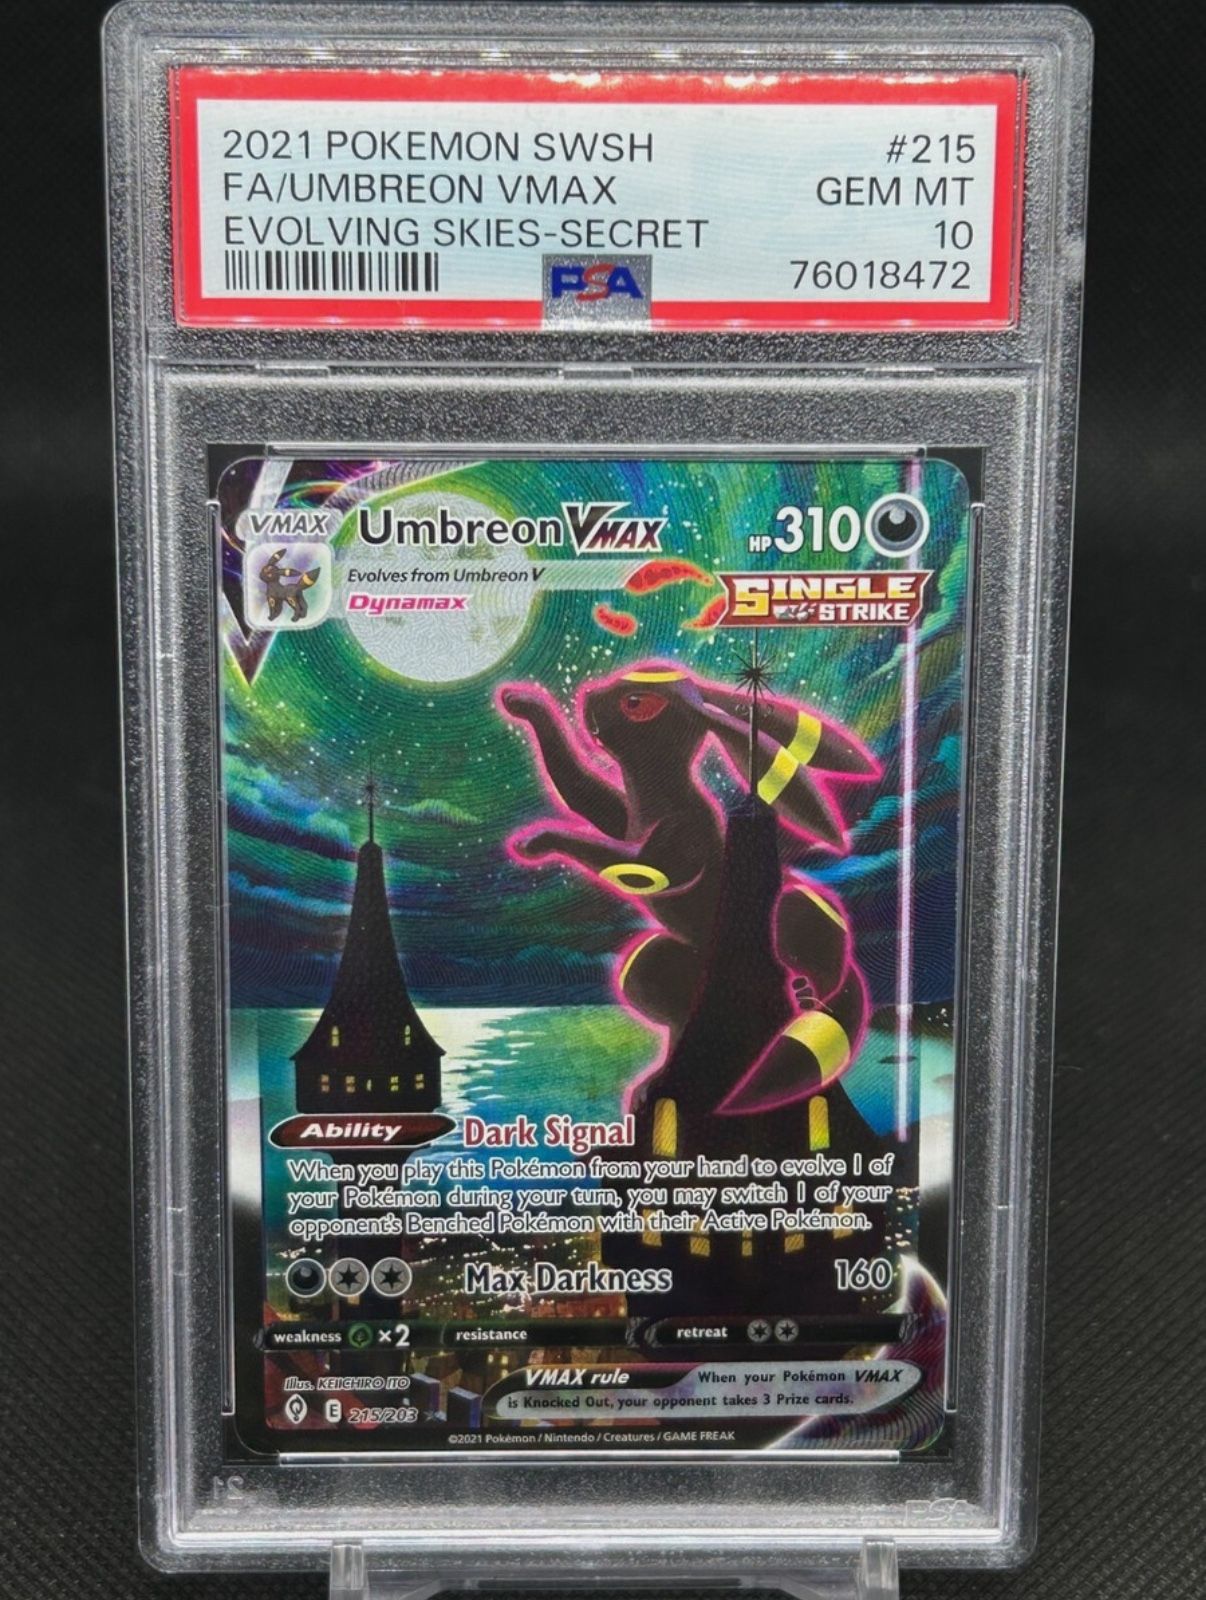 2021 POKEMON SWSH #215
FA/UMBREON VMAX GEM MT
EVOLVING SKIES-SECRET 10
PSA 76018472
VMAX Umbreon VMAX HP 310
Evolves from Umbreon V
Dynamax
SINGLE STRIKE
Ability Dark Signal
When you play this Pokémon from your hand to evolve 1 of
your Pokémon during your turn, you may switch 1 of your
opponent's Benched Pokémon with their Active Pokémon.
Max Darkness 160
weakness ×2 resistance retreat
VMAX rule When your Pokémon VMAX
is Knocked Out, your opponent takes 3 Prize cards.
Illus. KEIICHIRO ITO
E 215/203
©2021 Pokémon / Nintendo / Creatures / GAME FREAK
PSA